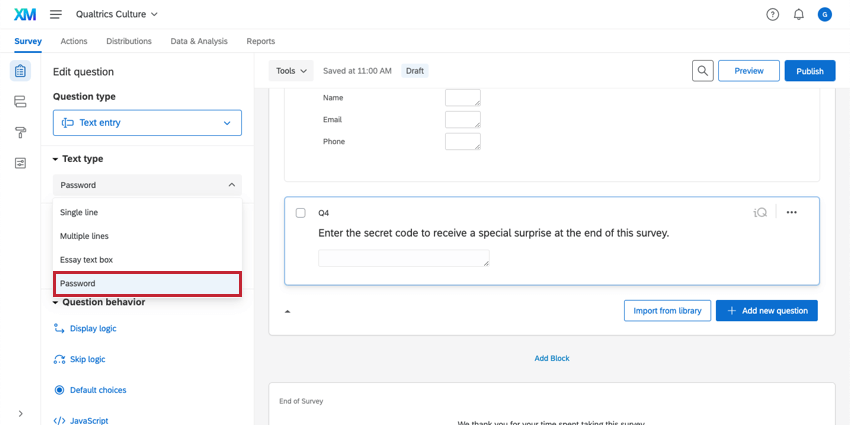 XM Qualtrics Culture ? G
Survey Actions Distributions Data & Analysis Reports
Edit question
Question type
Text entry
Text type
Password
Single line
Multiple lines
Essay text box
Password
Question behavior
Display logic
Skip logic
Default choices
</> JavaScript
Tools Saved at 11:00 AM Draft Preview Publish
Name
Email
Phone
Q4 iQ •••
Enter the secret code to receive a special surprise at the end of this survey.
Import from library + Add new question
Add Block
End of Survey
We thank you for your time spent taking this survey.